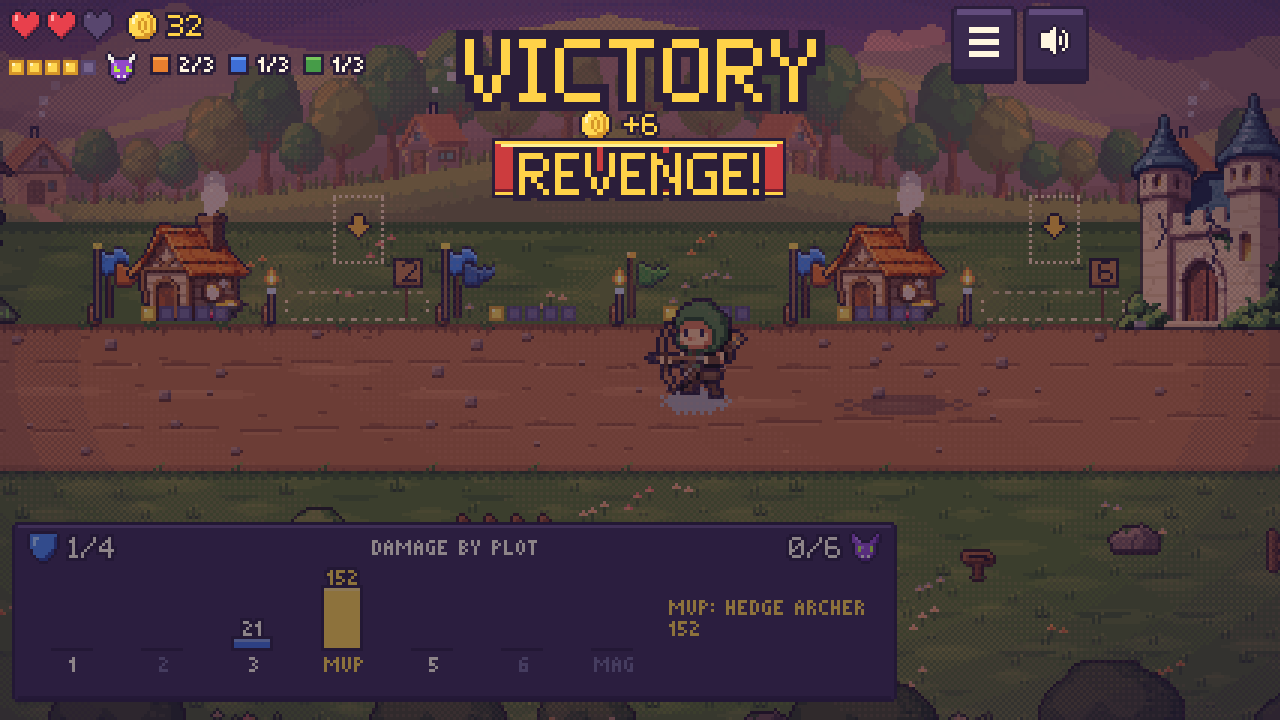 32
2/3 1/3 1/3
VICTORY
+6
REVENGE!
2
6
1/4 DAMAGE BY PLOT 0/6
152
21
MVP: HEDGE ARCHER
152
1 2 3 MVP 5 6 MAG